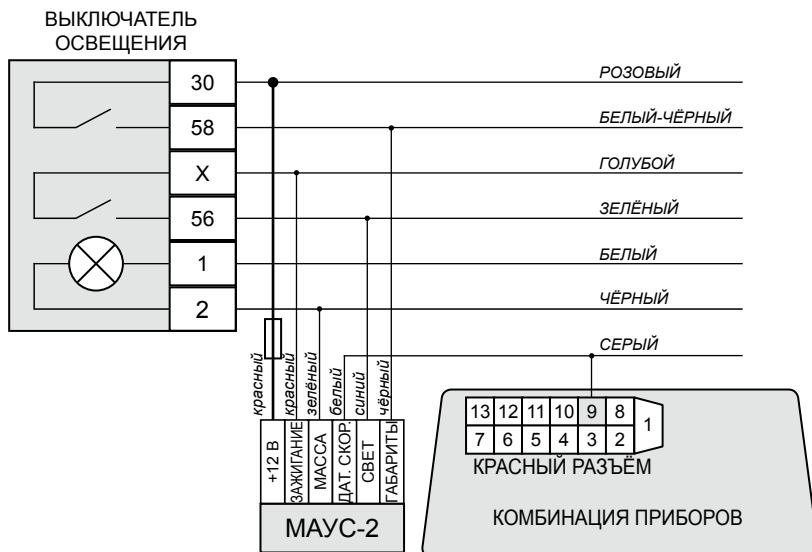 ВЫКЛЮЧАТЕЛЬ
ОСВЕЩЕНИЯ
30
58
X
56
1
2
РОЗОВЫЙ
БЕЛЫЙ-ЧЁРНЫЙ
ГОЛУБОЙ
ЗЕЛЁНЫЙ
БЕЛЫЙ
ЧЁРНЫЙ
СЕРЫЙ
красный
красный
зелёный
белый
синий
чёрный
+12 В
ЗАЖИГАНИЕ
МАССА
ДАТ. СКОР.
СВЕТ
ГАБАРИТЫ
МАУС-2
13 12 11 10 9 8
1
7 6 5 4 3 2
КРАСНЫЙ РАЗЪЁМ
КОМБИНАЦИЯ ПРИБОРОВ